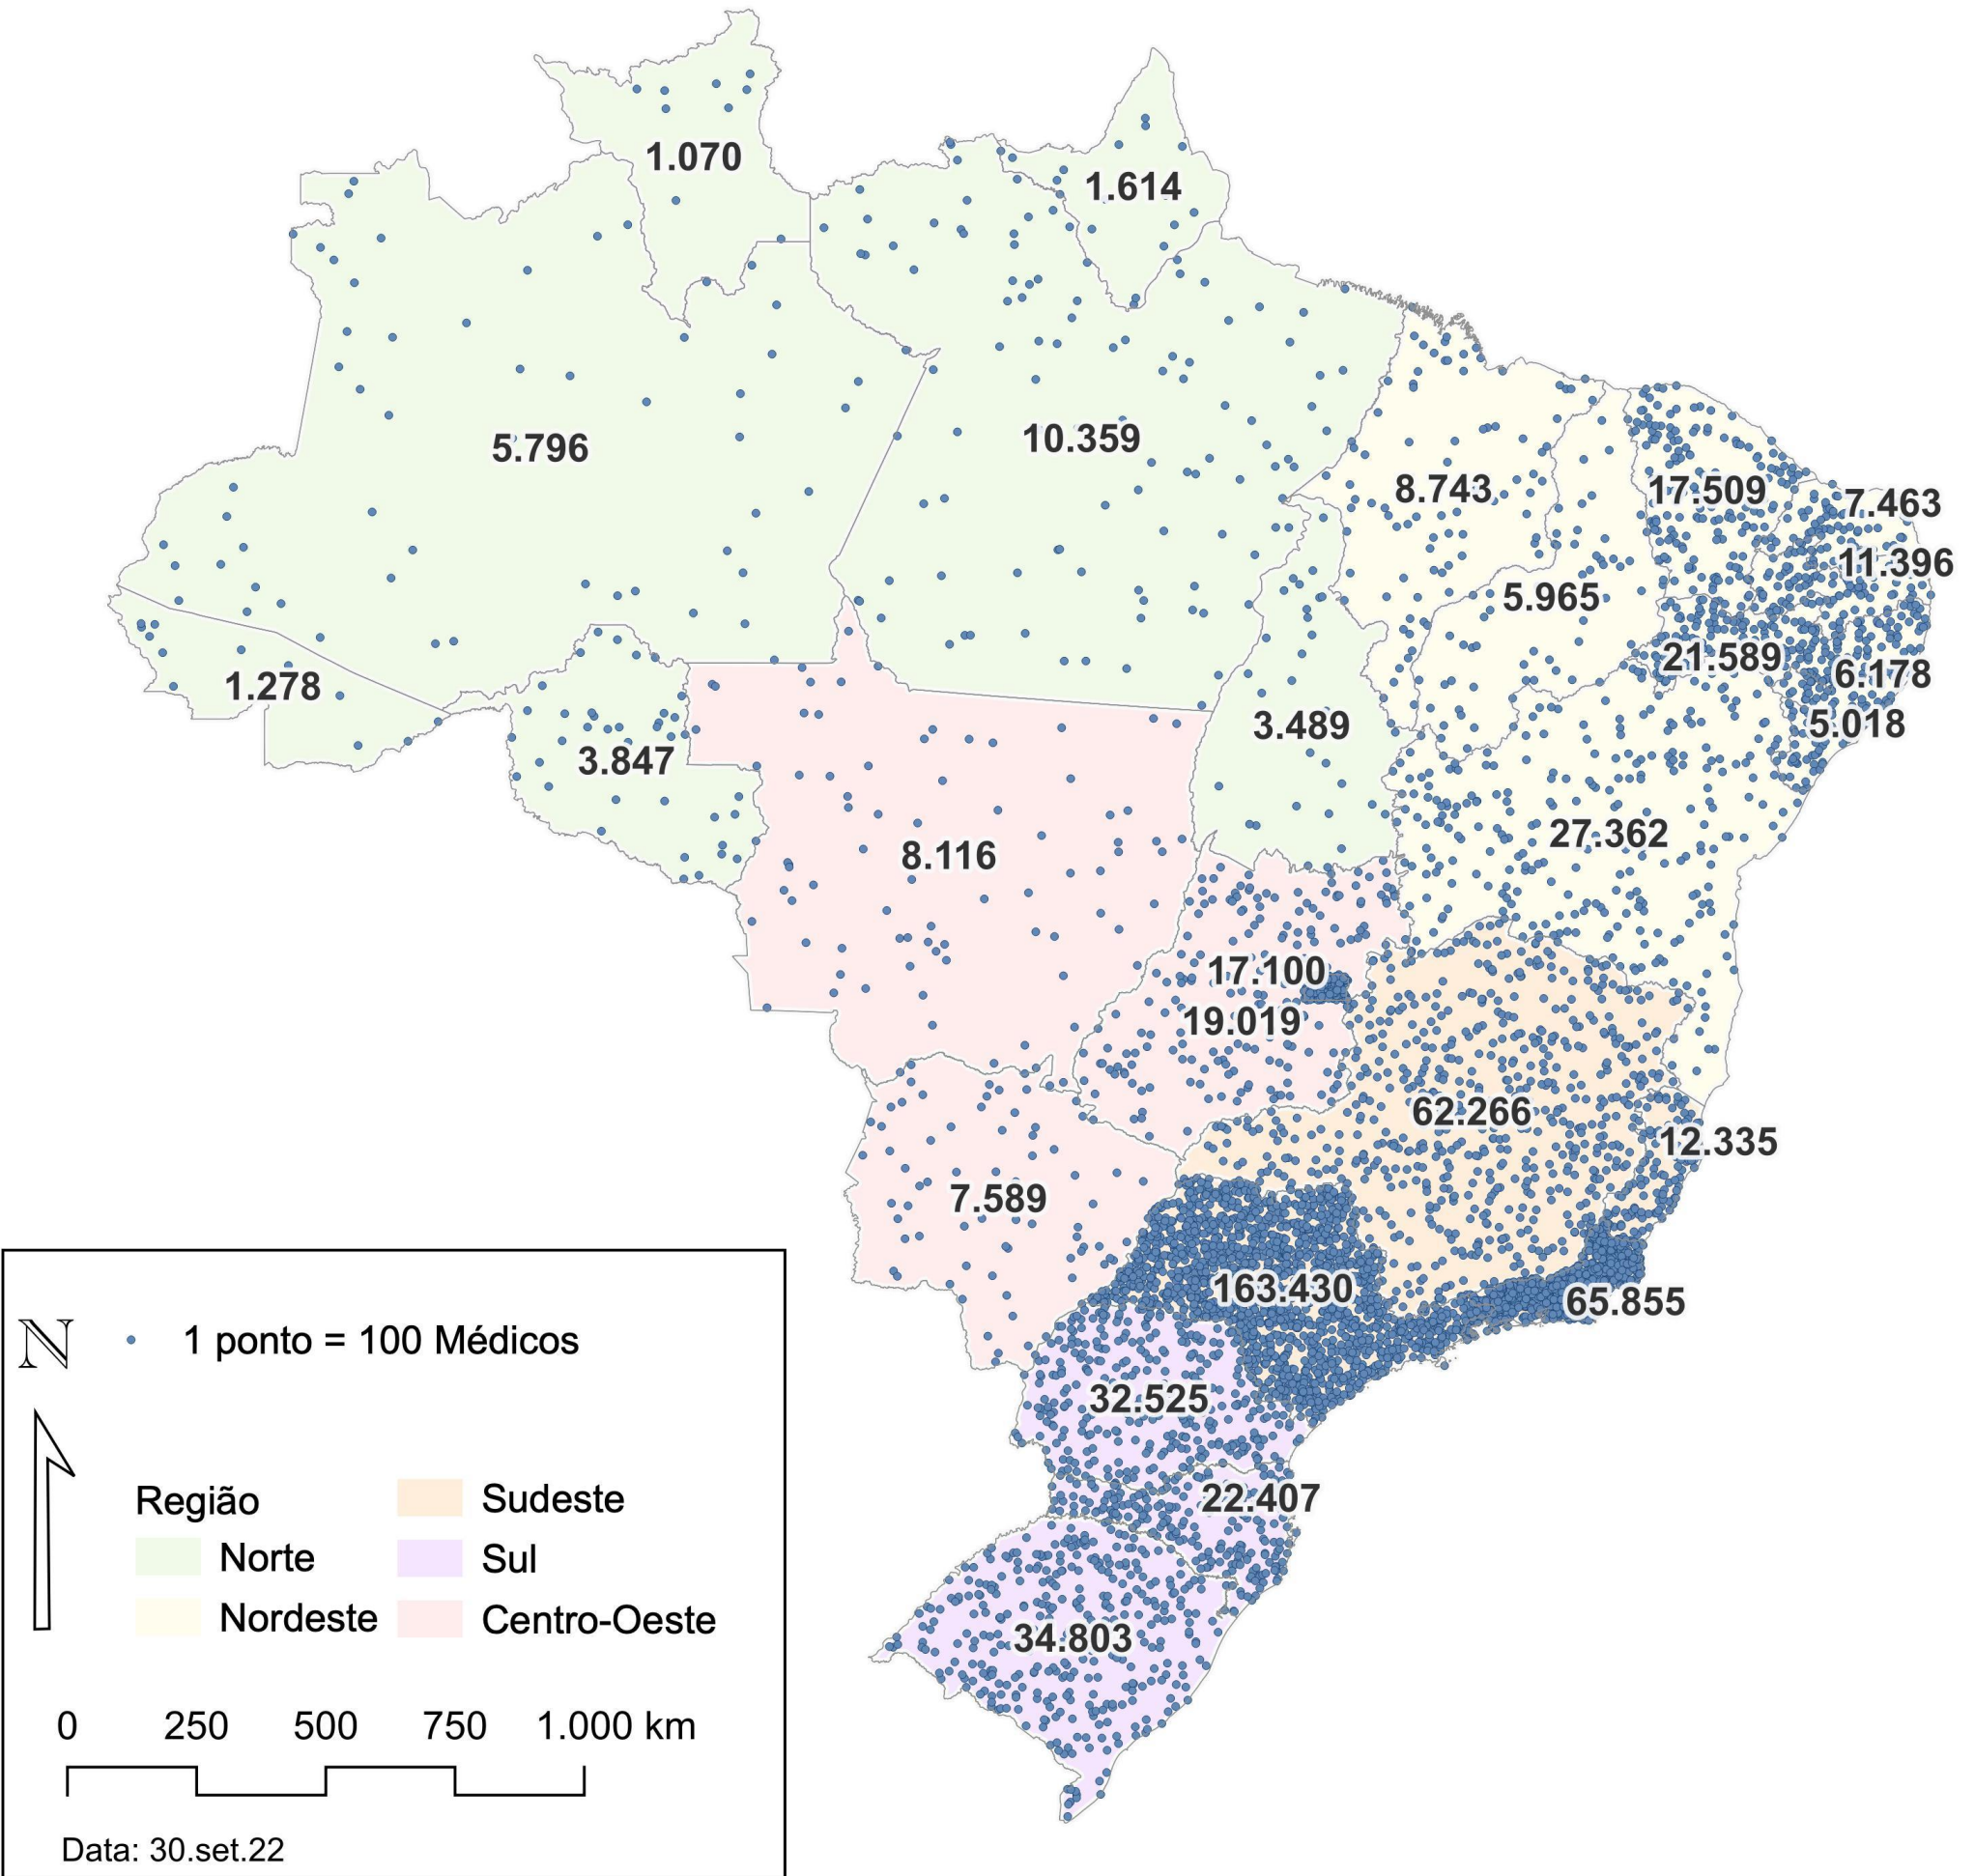 1.070
1.614
5.796
10.359
8.743
17.509
7.463
11.396
5.965
21.589
6.178
1.278
5.018
3.489
3.847
27.362
8.116
17.100
19.019
62.266
12.335
7.589
163.430
65.855
32.525
22.407
34.803
N
1 ponto = 100 Médicos
Região
Norte
Nordeste
Sudeste
Sul
Centro-Oeste
0 250 500 750 1.000 km
Data: 30.set.22